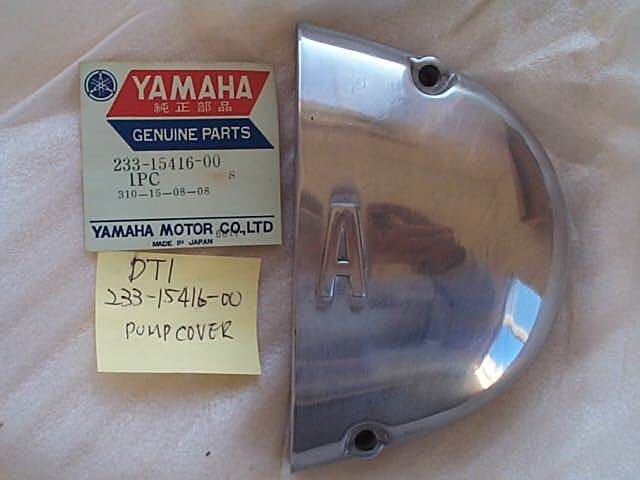 YAMAHA
純正部品
GENUINE PARTS
233-15416-00
1PC S
310-15-08-08
YAMAHA MOTOR CO., LTD
MADE IN JAPAN
DT1
233-15416-00
PUMP COVER
A